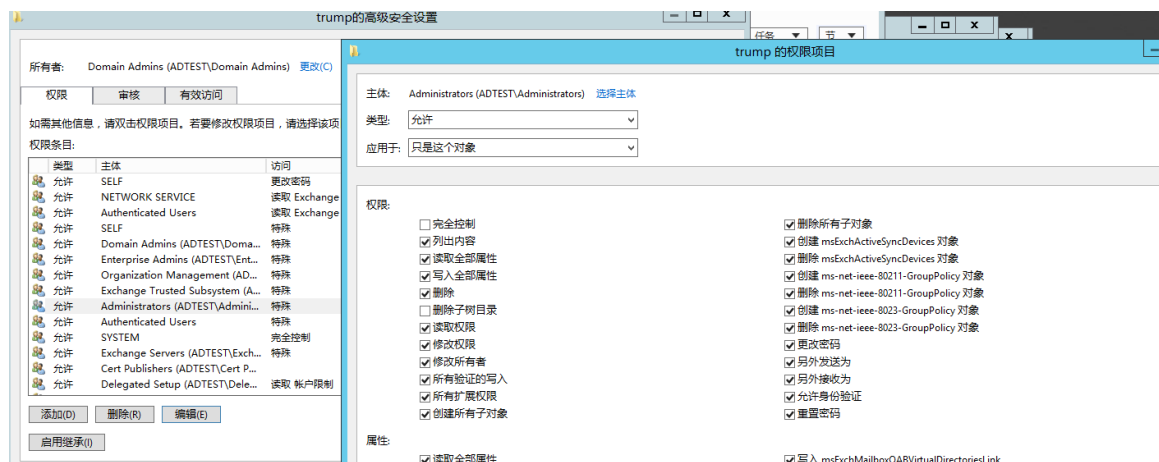 trump的高级安全设置
任务 节
trump 的权限项目
所有者: Domain Admins (ADTEST\Domain Admins) 更改(C)
权限 审核 有效访问
如需其他信息，请双击权限项目。若要修改权限项目，请选择该项
权限条目:
类型 主体 访问
允许 SELF 更改密码
允许 NETWORK SERVICE 读取 Exchange
允许 Authenticated Users 读取 Exchange
允许 SELF 特殊
允许 Domain Admins (ADTEST\Doma... 特殊
允许 Enterprise Admins (ADTEST\Ent... 特殊
允许 Organization Management (AD... 特殊
允许 Exchange Trusted Subsystem (A... 特殊
允许 Administrators (ADTEST\Admini... 特殊
允许 Authenticated Users 特殊
允许 SYSTEM 完全控制
允许 Exchange Servers (ADTEST\Exch... 特殊
允许 Cert Publishers (ADTEST\Cert P...
允许 Delegated Setup (ADTEST\Dele... 读取 帐户限制
添加(D) 删除(R) 编辑(E)
启用继承(I)
主体: Administrators (ADTEST\Administrators) 选择主体
类型: 允许
应用于: 只是这个对象
权限:
完全控制 删除所有子对象
列出内容 创建 msExchActiveSyncDevices 对象
读取全部属性 删除 msExchActiveSyncDevices 对象
写入全部属性 创建 ms-net-ieee-80211-GroupPolicy 对象
删除 删除 ms-net-ieee-80211-GroupPolicy 对象
删除子树目录 创建 ms-net-ieee-8023-GroupPolicy 对象
读取权限 删除 ms-net-ieee-8023-GroupPolicy 对象
修改权限 更改密码
修改所有者 另外发送为
所有验证的写入 另外接收为
所有扩展权限 允许身份验证
创建所有子对象 重置密码
属性:
读取全部属性 写入 msExchMailboxOABVirtualDirectoriesLink